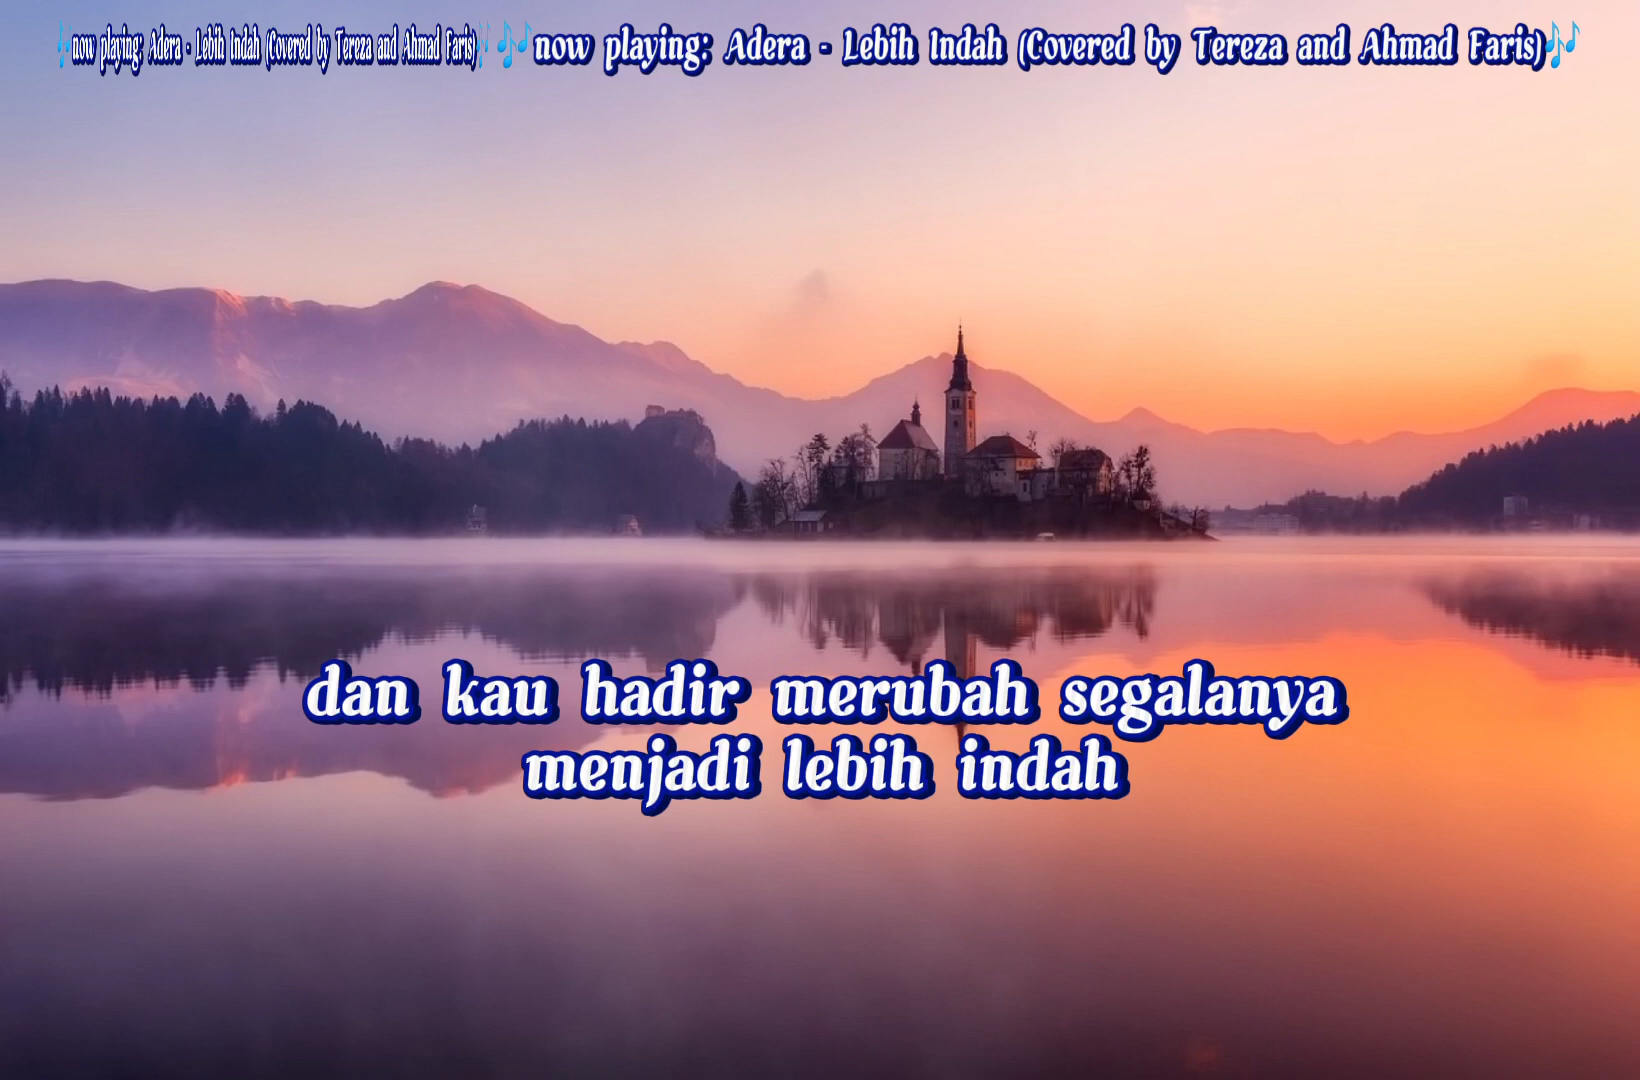 🎶now playing: Adera - Lebih Indah (Covered by Tereza and Ahmad Faris)🎶 🎶now playing: Adera - Lebih Indah (Covered by Tereza and Ahmad Faris)🎶
dan kau hadir merubah segalanya
menjadi lebih indah